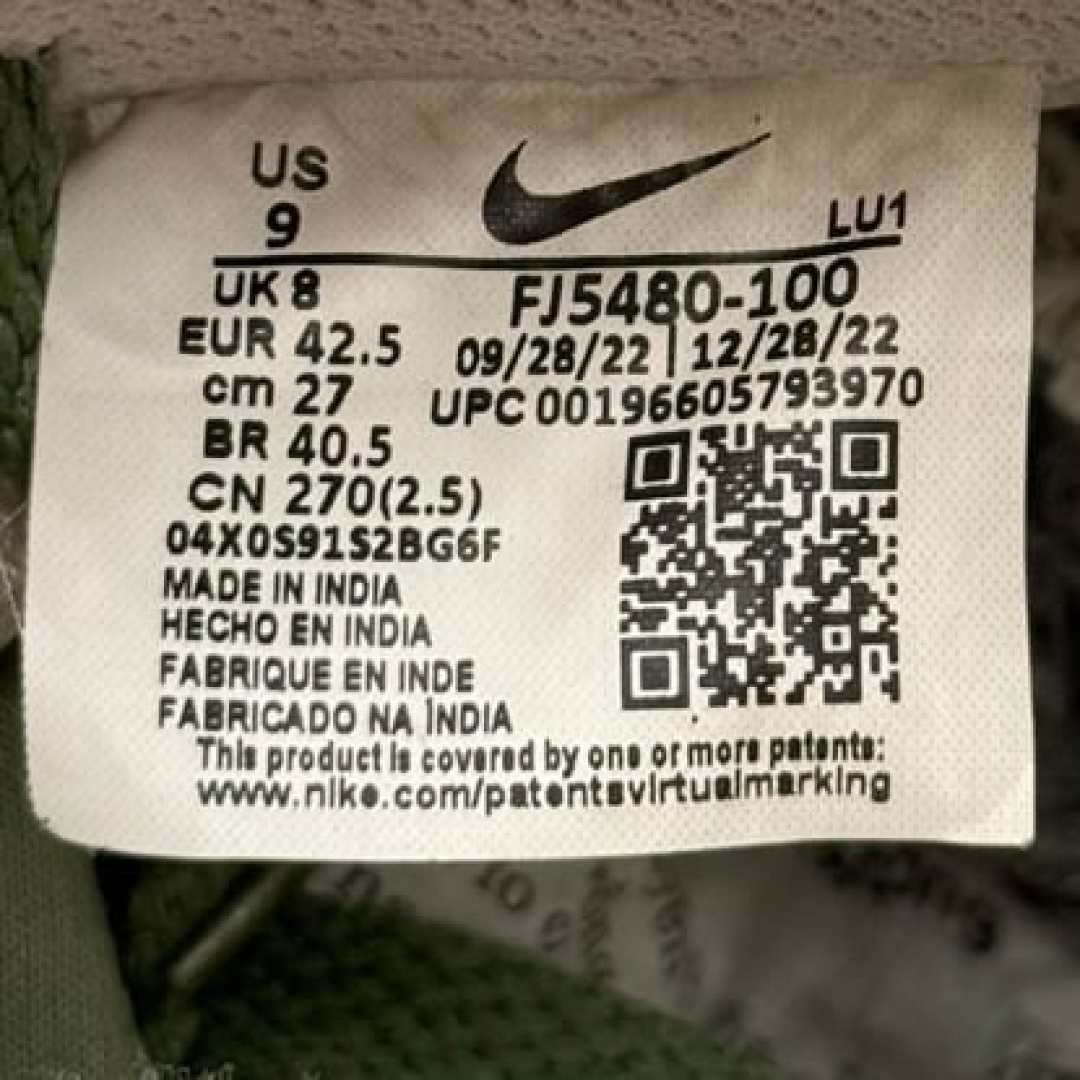 US
9
LU1
UK 8
FJ5480-100
EUR 42.5
09/28/22 | 12/28/22
cm 27
UPC 00196605793970
BR 40.5
CN 270(2.5)
04X0S91S2BG6F
MADE IN INDIA
HECHO EN INDIA
FABRIQUE EN INDE
FABRICADO NA ÌNDIA
This product is covered by one or more patents:
www.nike.com/patentsvirtualmarking